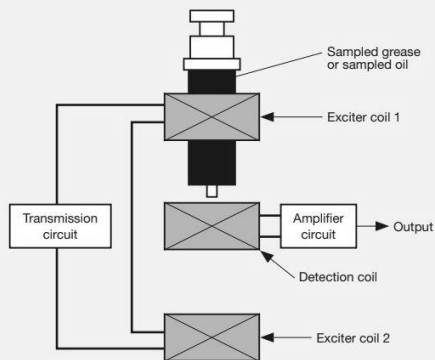 Sampled grease
or sampled oil
Exciter coil 1
Transmission
circuit
Amplifier
circuit
Output
Detection coil
Exciter coil 2